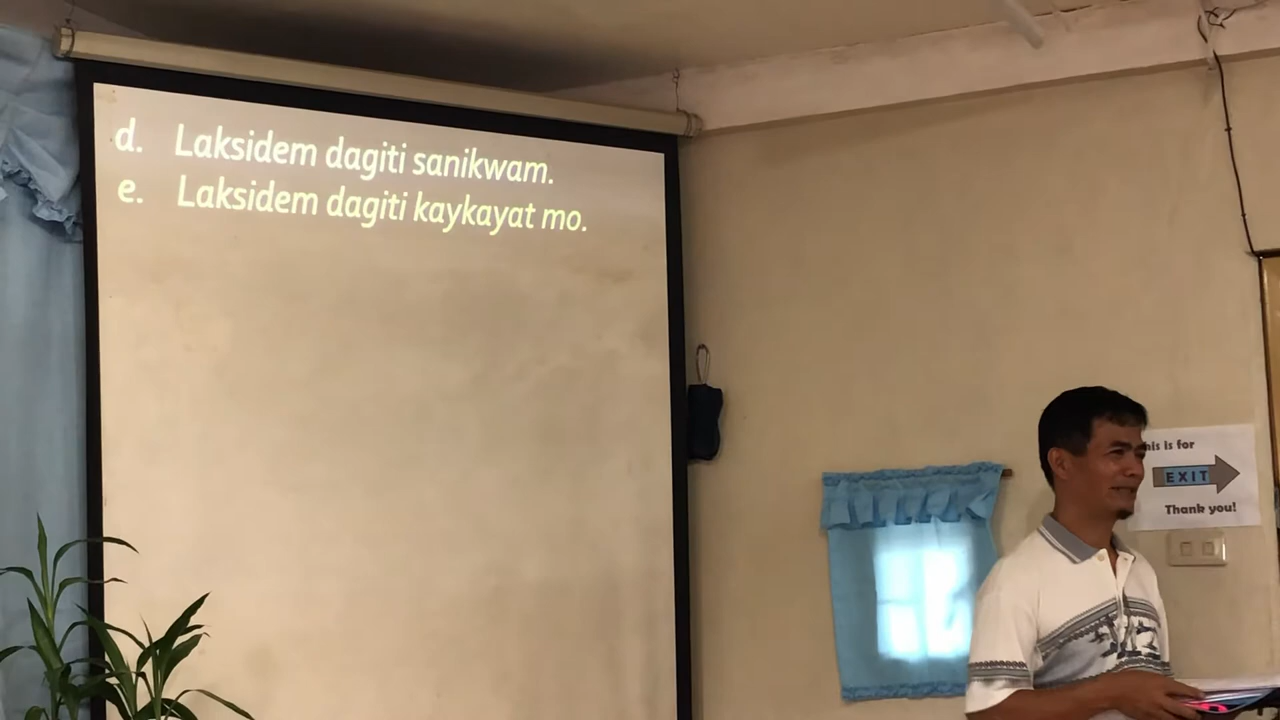 d. Laksidem dagiti sanikwam.
e. Laksidem dagiti kaykayat mo.
his is for
EXIT
Thank you!